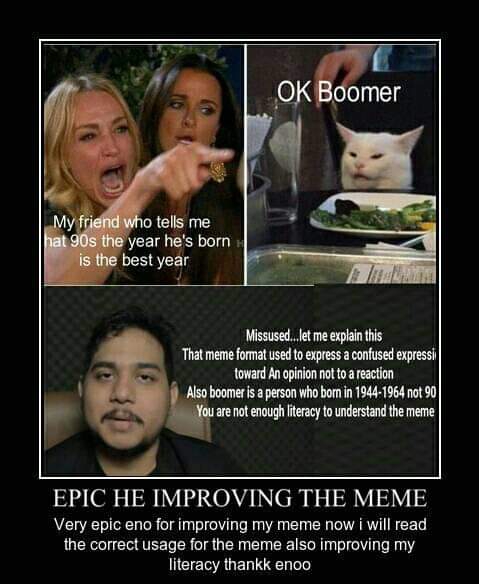 OK Boomer
My friend who tells me
hat 90s the year he's born
is the best year
Missused...let me explain this
That meme format used to express a confused expressi
toward An opinion not to a reaction
Also boomer is a person who born in 1944-1964 not 90
You are not enough literacy to understand the meme
EPIC HE IMPROVING THE MEME
Very epic eno for improving my meme now i will read
the correct usage for the meme also improving my
literacy thankk enoo